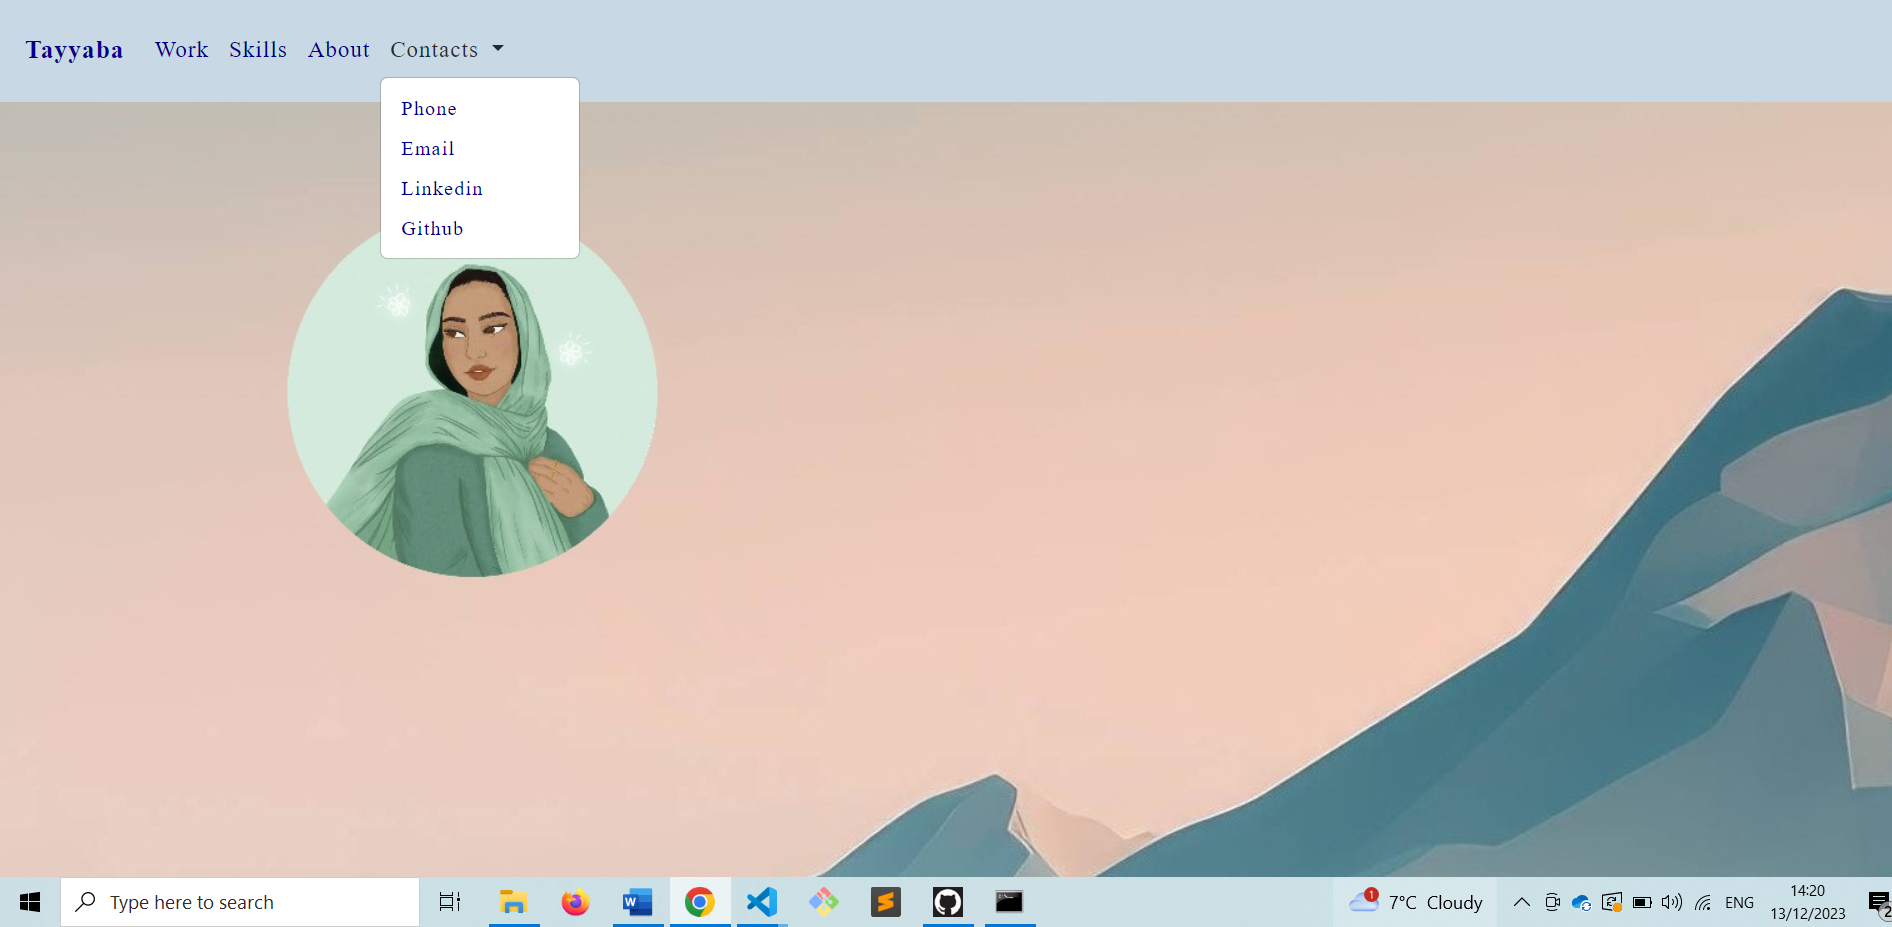 Tayyaba Work Skills About Contacts
Phone
Email
Linkedin
Github
Type here to search
W
1
7°C Cloudy
ENG
14:20
13/12/2023
2